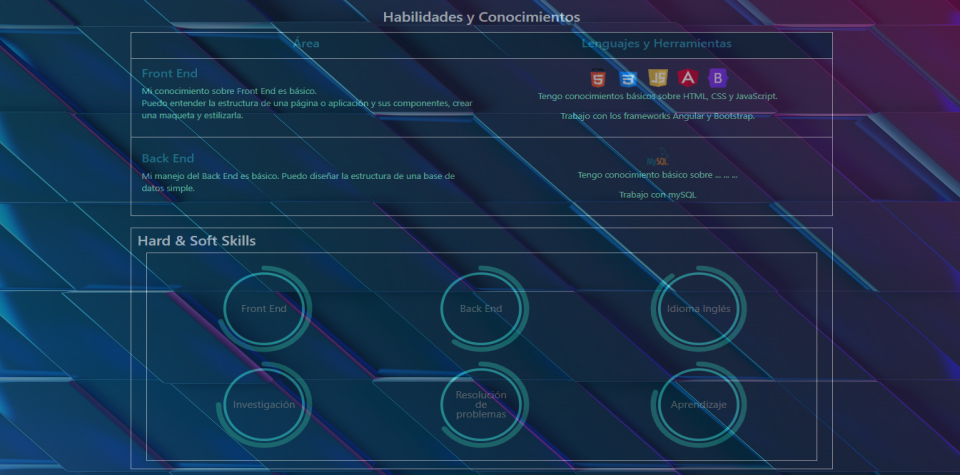 Habilidades y Conocimientos
Área
Lenguajes y Herramientas
Front End
Mi conocimiento sobre Front End es básico.
Puedo entender la estructura de una página o aplicación y sus componentes, crear
una maqueta y estilizarla.
JS
A
B
Tengo conocimientos básicos sobre HTML, CSS y JavaScript.
Trabajo con los frameworks Angular y Bootstrap.
Back End
Mi manejo del Back End es básico. Puedo diseñar la estructura de una base de
datos simple.
MySQL
Tengo conocimiento básico sobre ... ... ...
Trabajo con mySQL
Hard & Soft Skills
Front End
Back End
Idioma Inglés
Investigación
Resolución
de
problemas
Aprendizaje